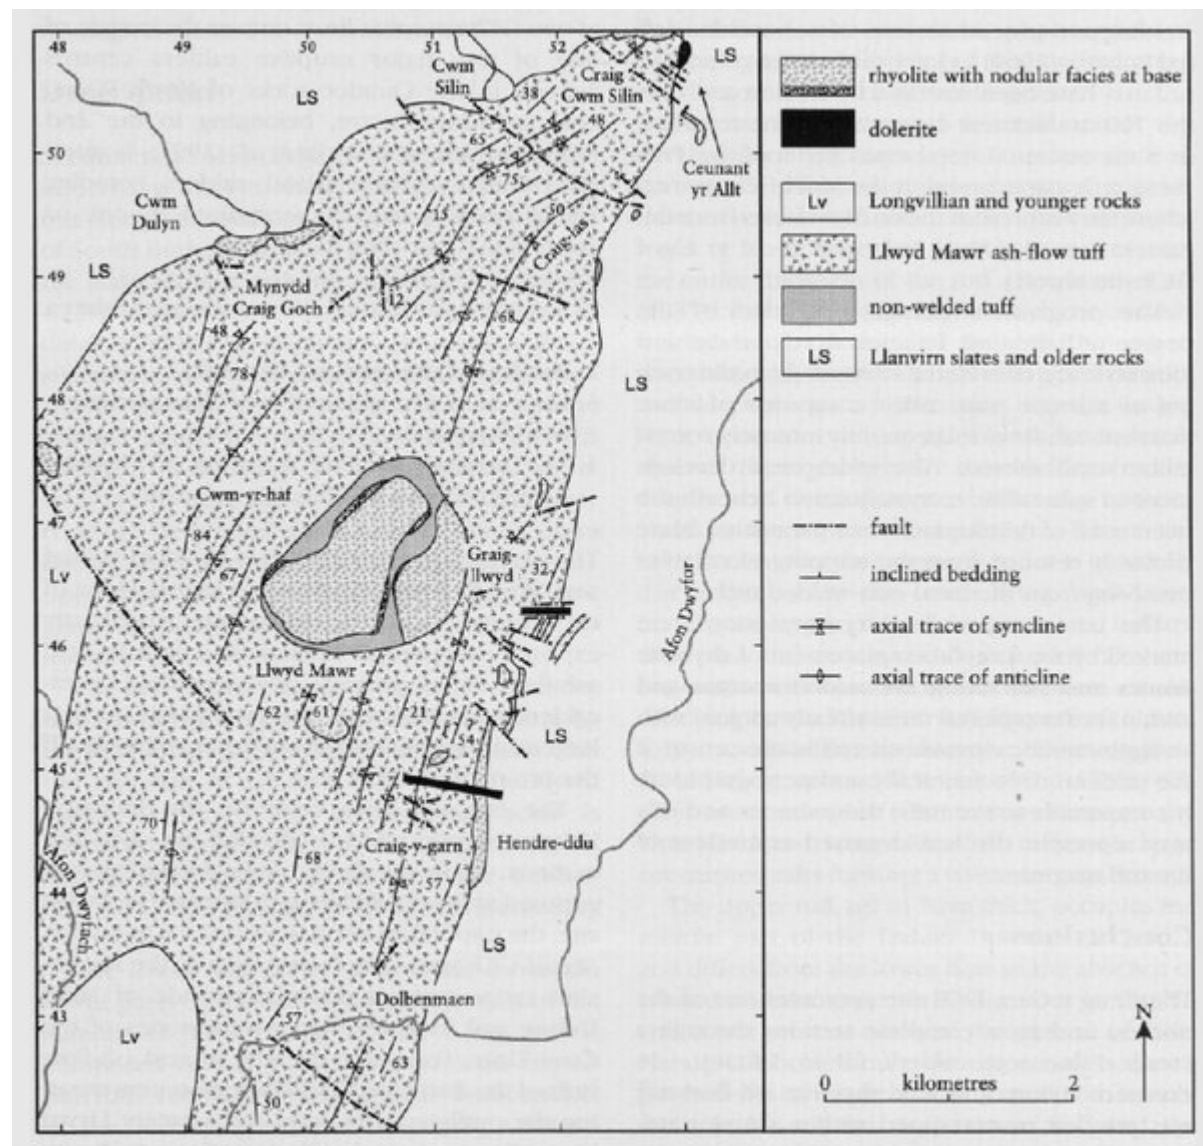 48
49
50
51
52
Cwm
Silin
Craig
Cwm Silin
LS
LS
38
48
63
75
50
Ceunant
yr Allt
Cwm
Dulyn
15
Craig-las
LS
Mynydd
Craig Goch
12
68
48
78
LS
Cwm-yr-haf
84
67
Graig-
llwyd
32
Lv
Afon Dwyfor
Llwyd Mawr
62
61
21
54
LS
70
68
Craig-y-garn
57
Hendre-ddu
Afon Dwyfach
LS
Dolbenmaen
57
Lv
63
50
50
49
48
47
46
45
44
43
rhyolite with nodular facies at base
dolerite
Lv
Longvillian and younger rocks
Llwyd Mawr ash-flow tuff
non-welded tuff
LS
Llanvirn slates and older rocks
fault
inclined bedding
axial trace of syncline
axial trace of anticline
N
0
kilometres
2